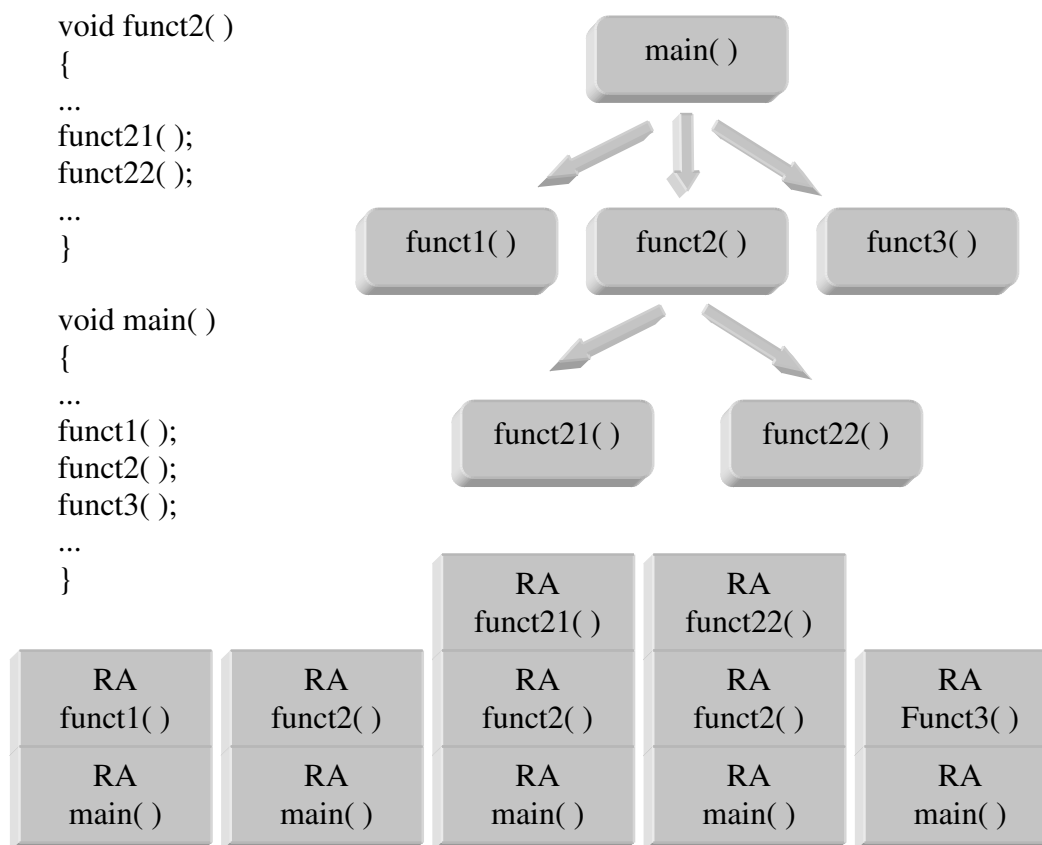 void funct2( )
{
...
funct21( );
funct22( );
...
}
void main( )
{
...
funct1( );
funct2( );
funct3( );
...
}
main( )
funct1( )
funct2( )
funct3( )
funct21( )
funct22( )
RA
funct1( )
RA
main( )
RA
funct2( )
RA
main( )
RA
funct21( )
RA
funct2( )
RA
main( )
RA
funct22( )
RA
funct2( )
RA
main( )
RA
Funct3( )
RA
main( )